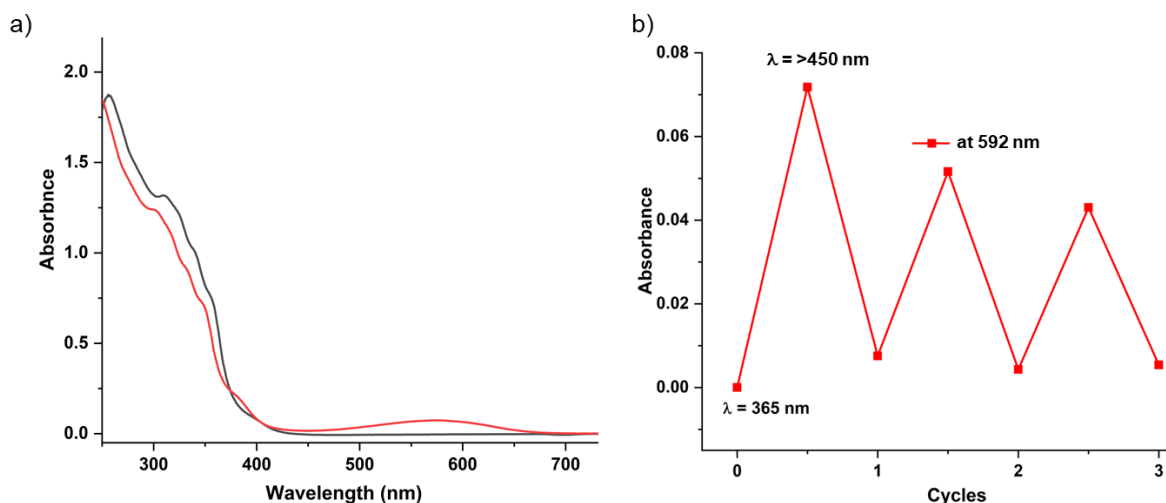 a)
2.0
1.5
1.0
0.5
0.0
Absorbnce
300
400
500
600
700
Wavelength (nm)
b)
0.08
0.06
0.04
0.02
0.00
Absorbance
λ = >450 nm
at 592 nm
λ = 365 nm
0
1
2
3
Cycles